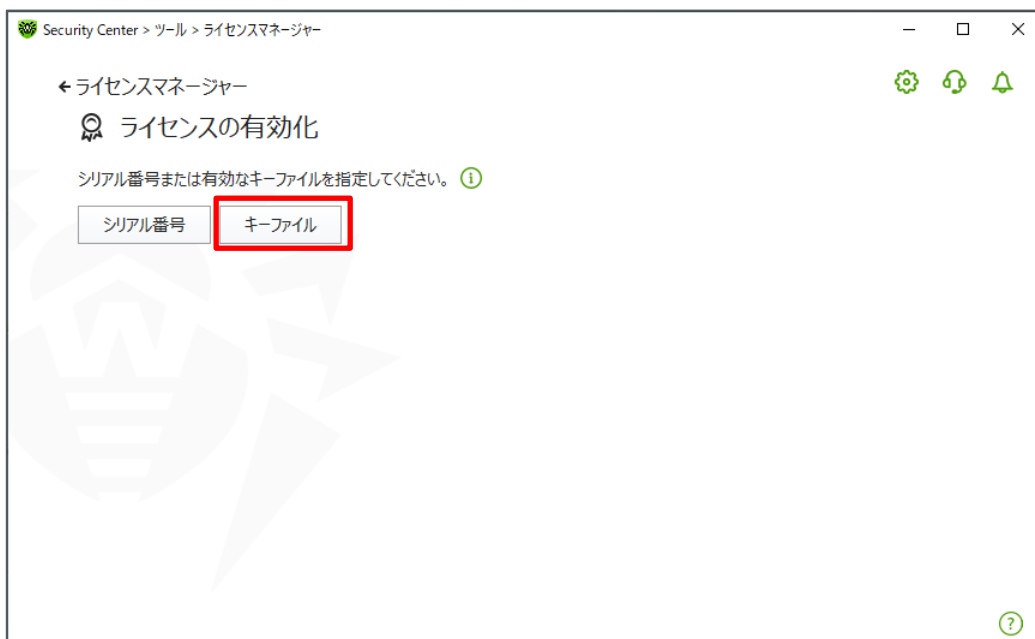 Security Center > ツール > ライセンスマネージャー
ライセンスマネージャー
ライセンスの有効化
シリアル番号または有効なキーファイルを指定してください。
シリアル番号
キーファイル